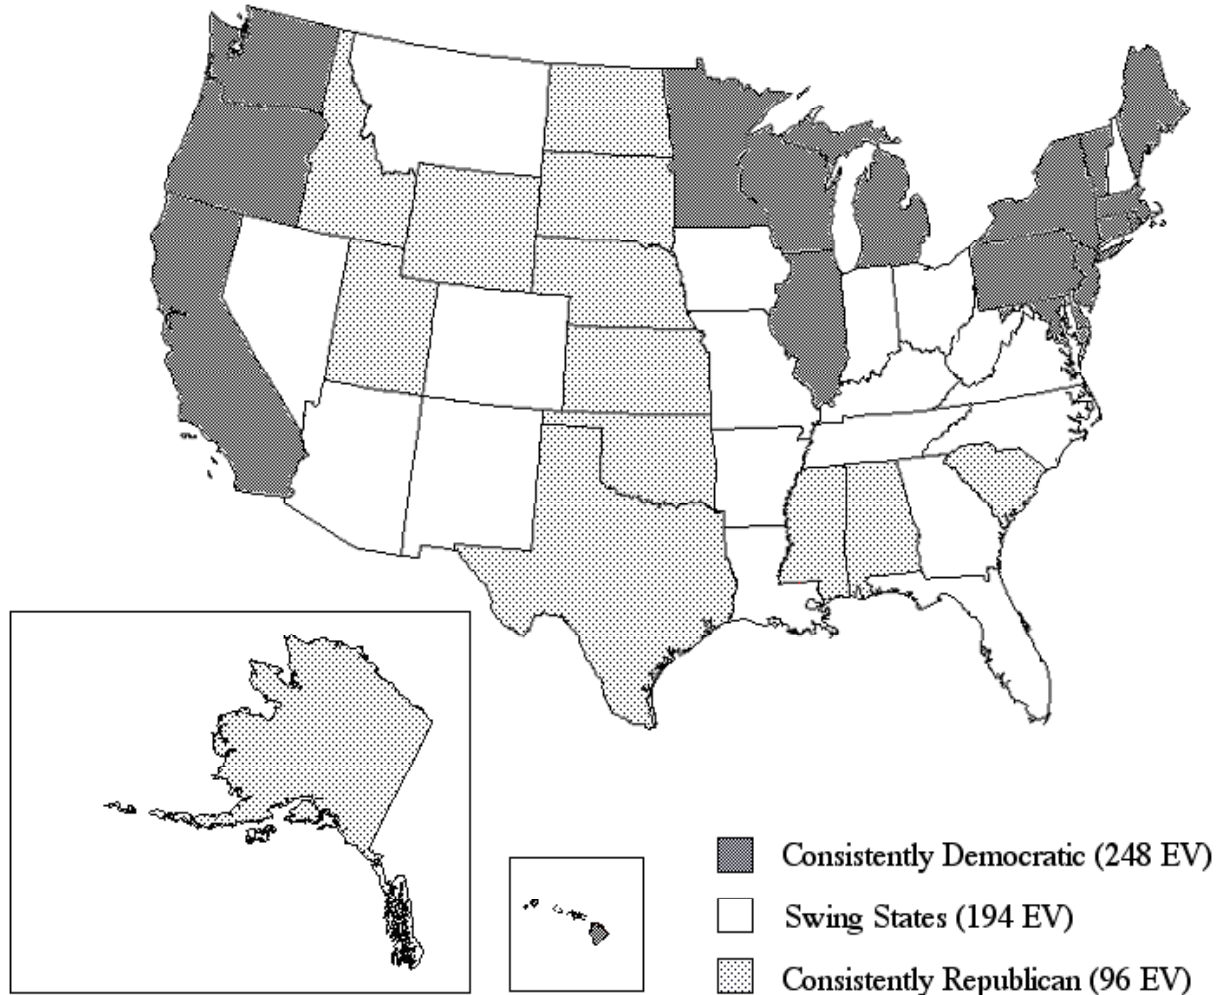 Consistently Democratic (248 EV)
Swing States (194 EV)
Consistently Republican (96 EV)